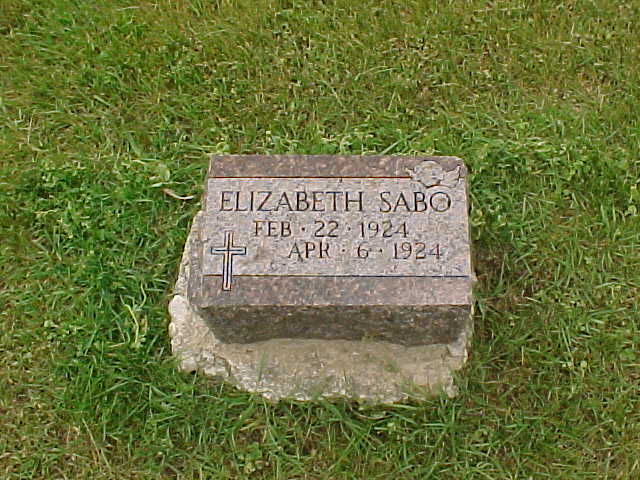 ELIZABETH SABO
FEB · 22 · 1924
APR · 6 · 1924